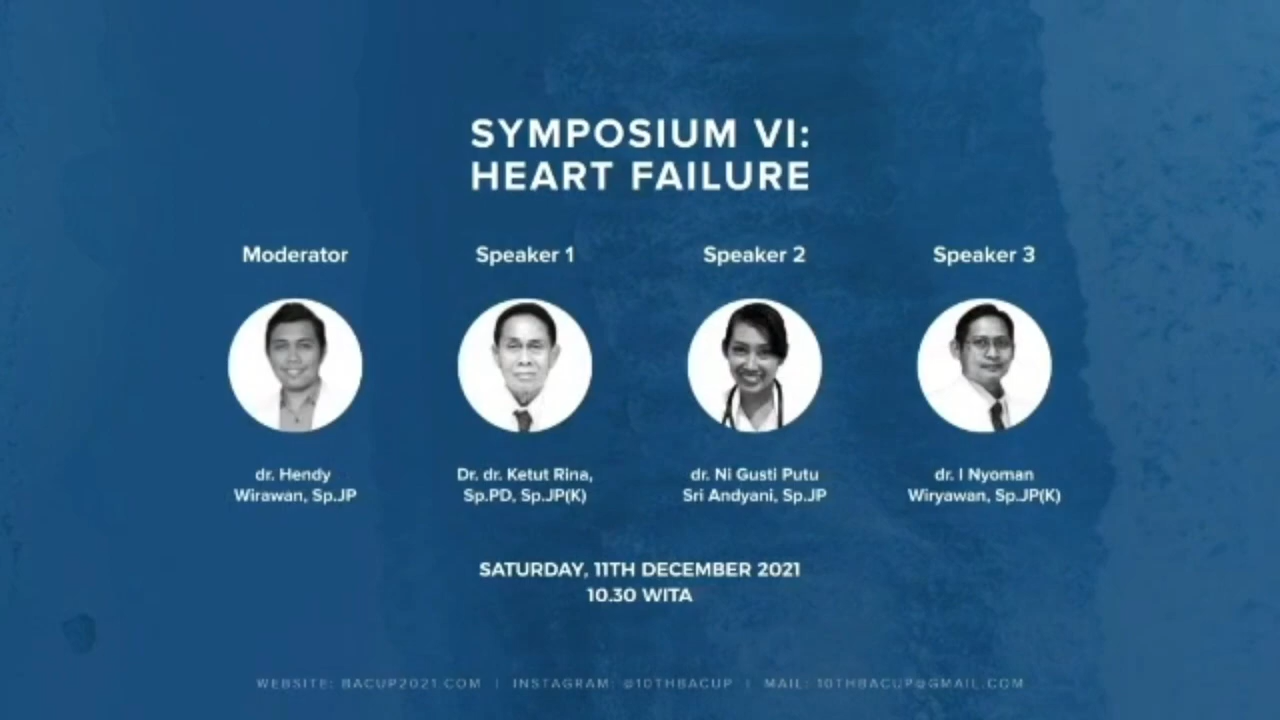 SYMPOSIUM VI:
HEART FAILURE
Moderator
Speaker 1
Speaker 2
Speaker 3
dr. Hendy
Wirawan, Sp.JP
Dr. dr. Ketut Rina,
Sp.PD, Sp.JP(K)
dr. Ni Gusti Putu
Sri Andyani, Sp.JP
dr. I Nyoman
Wiryawan, Sp.JP(K)
SATURDAY, 11TH DECEMBER 2021
10.30 WITA
WEBSITE: BACUP2021.COM | INSTAGRAM: @10THBACUP | MAIL: 10THBACUP@GMAIL.COM